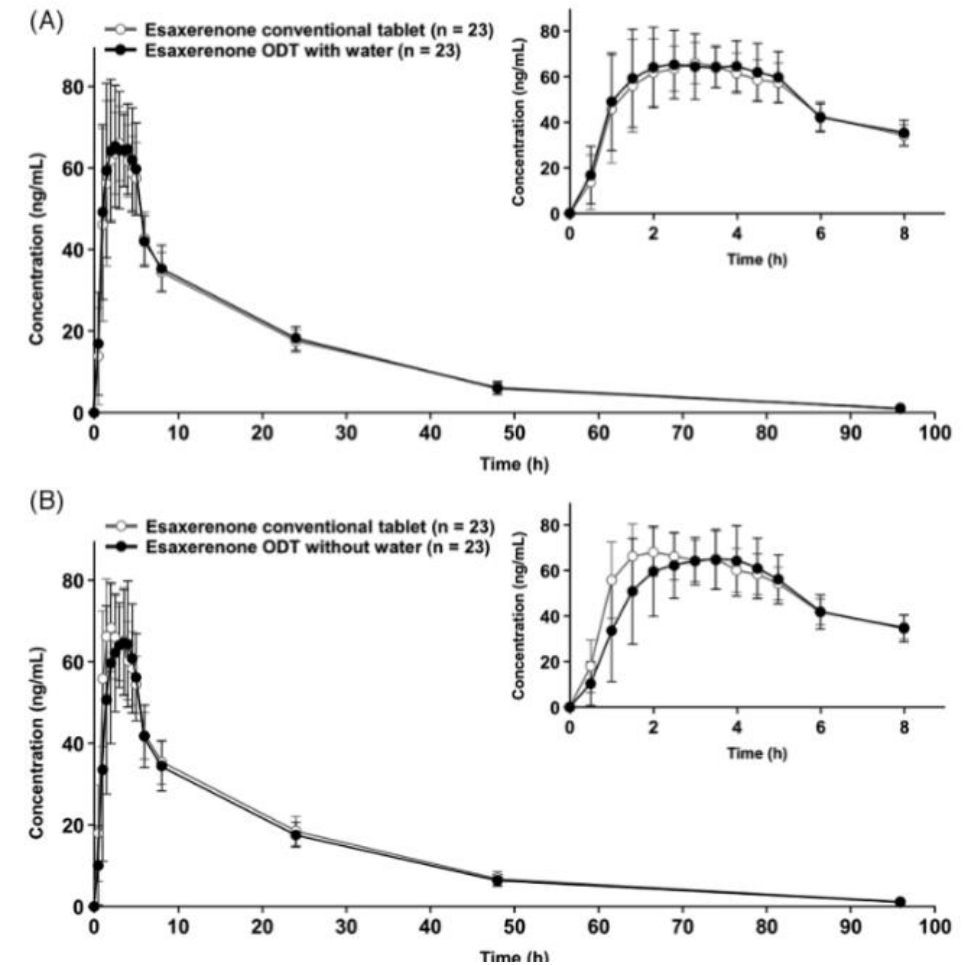 (A)
Esaxerenone conventional tablet (n = 23)
Esaxerenone ODT with water (n = 23)
Concentration (ng/mL)
80
60
40
20
0
0 10 20 30 40 50 60 70 80 90 100
Time (h)
Concentration (ng/mL)
80
60
40
20
0
0 2 4 6 8
Time (h)
(B)
Esaxerenone conventional tablet (n = 23)
Esaxerenone ODT without water (n = 23)
Concentration (ng/mL)
80
60
40
20
0
0 10 20 30 40 50 60 70 80 90 100
Time (h)
Concentration (ng/mL)
80
60
40
20
0
0 2 4 6 8
Time (h)